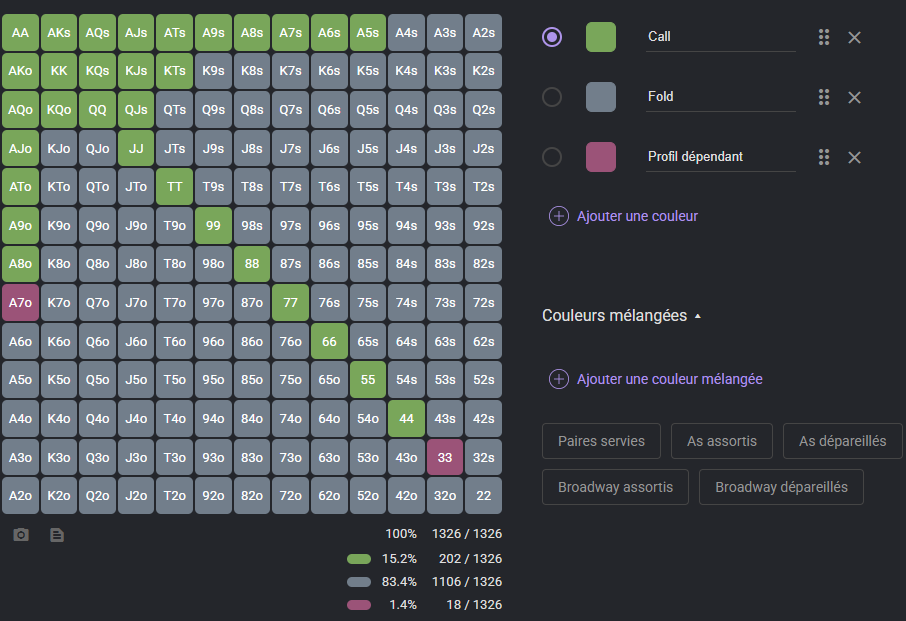 AA AKs AQs AJs ATs A9s A8s A7s A6s A5s A4s A3s A2s
AKo KK KQs KJs KTs K9s K8s K7s K6s K5s K4s K3s K2s
AQo KQo QQ QJs QTs Q9s Q8s Q7s Q6s Q5s Q4s Q3s Q2s
AJo KJo QJo JJ JTs J9s J8s J7s J6s J5s J4s J3s J2s
ATo KTo QTo JTo TT T9s T8s T7s T6s T5s T4s T3s T2s
A9o K9o Q9o J9o T9o 99 98s 97s 96s 95s 94s 93s 92s
A8o K8o Q8o J8o T8o 98o 88 87s 86s 85s 84s 83s 82s
A7o K7o Q7o J7o T7o 97o 87o 77 76s 75s 74s 73s 72s
A6o K6o Q6o J6o T6o 96o 86o 76o 66 65s 64s 63s 62s
A5o K5o Q5o J5o T5o 95o 85o 75o 65o 55 54s 53s 52s
A4o K4o Q4o J4o T4o 94o 84o 74o 64o 54o 44 43s 42s
A3o K3o Q3o J3o T3o 93o 83o 73o 63o 53o 43o 33 32s
A2o K2o Q2o J2o T2o 92o 82o 72o 62o 52o 42o 32o 22
100% 1326 / 1326
15.2% 202 / 1326
83.4% 1106 / 1326
1.4% 18 / 1326
Call
Fold
Profil dépendant
Ajouter une couleur
Couleurs mélangées
Ajouter une couleur mélangée
Paires servies As assortis As dépareillés
Broadway assortis Broadway dépareillés